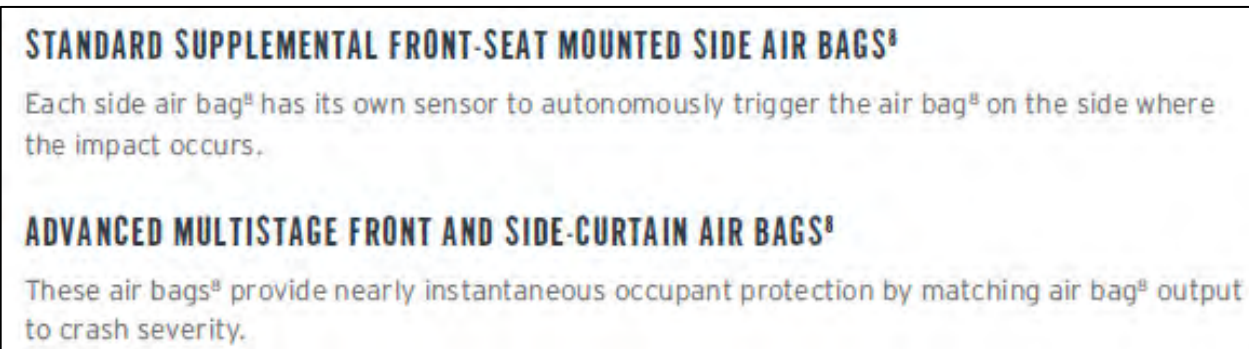 STANDARD SUPPLEMENTAL FRONT-SEAT MOUNTED SIDE AIR BAGS⁸
Each side air bag⁸ has its own sensor to autonomously trigger the air bag⁸ on the side where
the impact occurs.
ADVANCED MULTISTAGE FRONT AND SIDE-CURTAIN AIR BAGS⁸
These air bags⁸ provide nearly instantaneous occupant protection by matching air bag⁸ output
to crash severity.